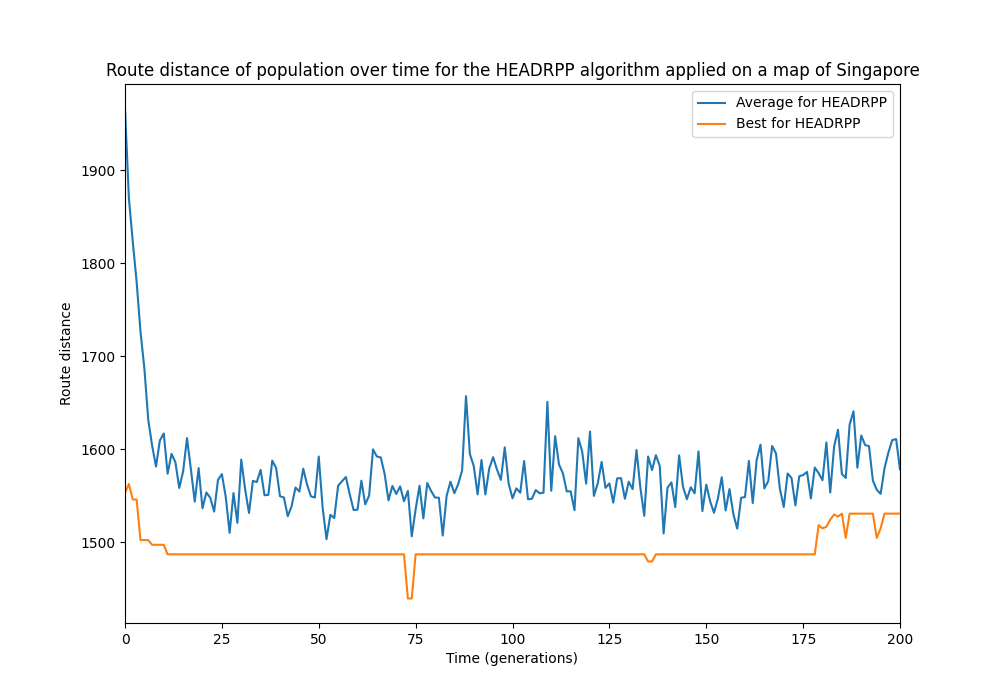 Route distance of population over time for the HEADRPP algorithm applied on a map of Singapore
Average for HEADRPP
Best for HEADRPP
1900
1800
1700
1600
1500
Route distance
0 25 50 75 100 125 150 175 200
Time (generations)